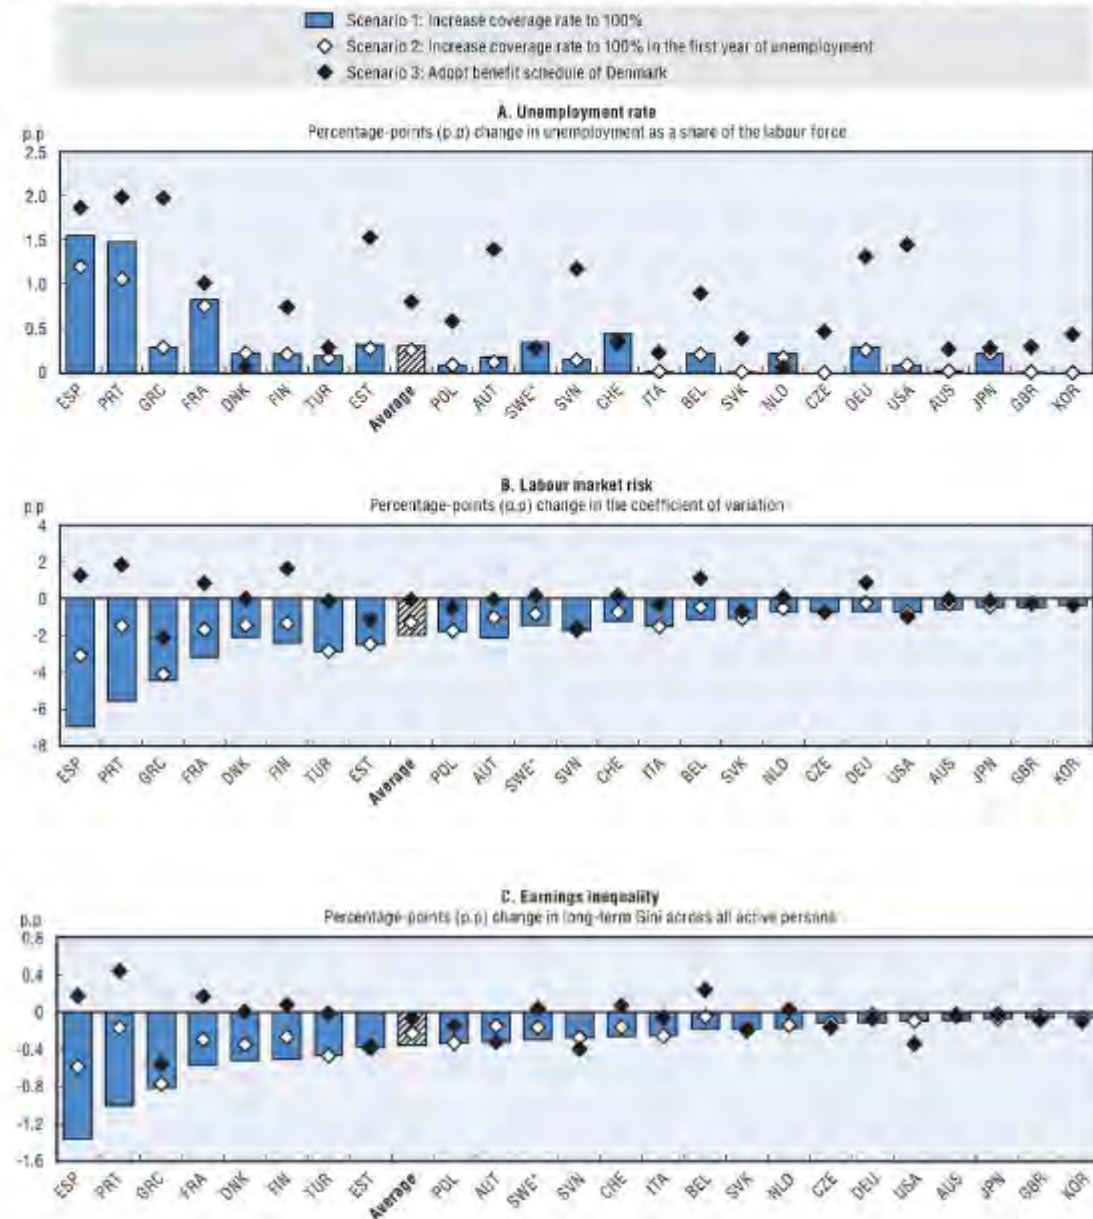 Scenario 1: Increase coverage rate to 100%
Scenario 2: Increase coverage rate to 100% in the first year of unemployment
Scenario 3: Adopt benefit schedule of Denmark
A. Unemployment rate
p.p Percentage-points (p.p) change in unemployment as a share of the labour force
2.5
2.0
1.5
1.0
0.5
0
ESP PRT GRC FRA DNK FIN TUR EST Average POL AUT SWE* SVN CHE ITA BEL SVK NLD CZE DEU USA AUS JPN GBR KOR
B. Labour market risk
p.p Percentage-points (p.p) change in the coefficient of variation
4
2
0
-2
-4
-6
-8
ESP PRT GRC FRA DNK FIN TUR EST Average POL AUT SWE* SVN CHE ITA BEL SVK NLD CZE DEU USA AUS JPN GBR KOR
C. Earnings inequality
p.p Percentage-points (p.p) change in long-term Gini across all active persons
0.8
0.4
0
-0.4
-0.8
-1.2
-1.6
ESP PRT GRC FRA DNK FIN TUR EST Average POL AUT SWE* SVN CHE ITA BEL SVK NLD CZE DEU USA AUS JPN GBR KOR